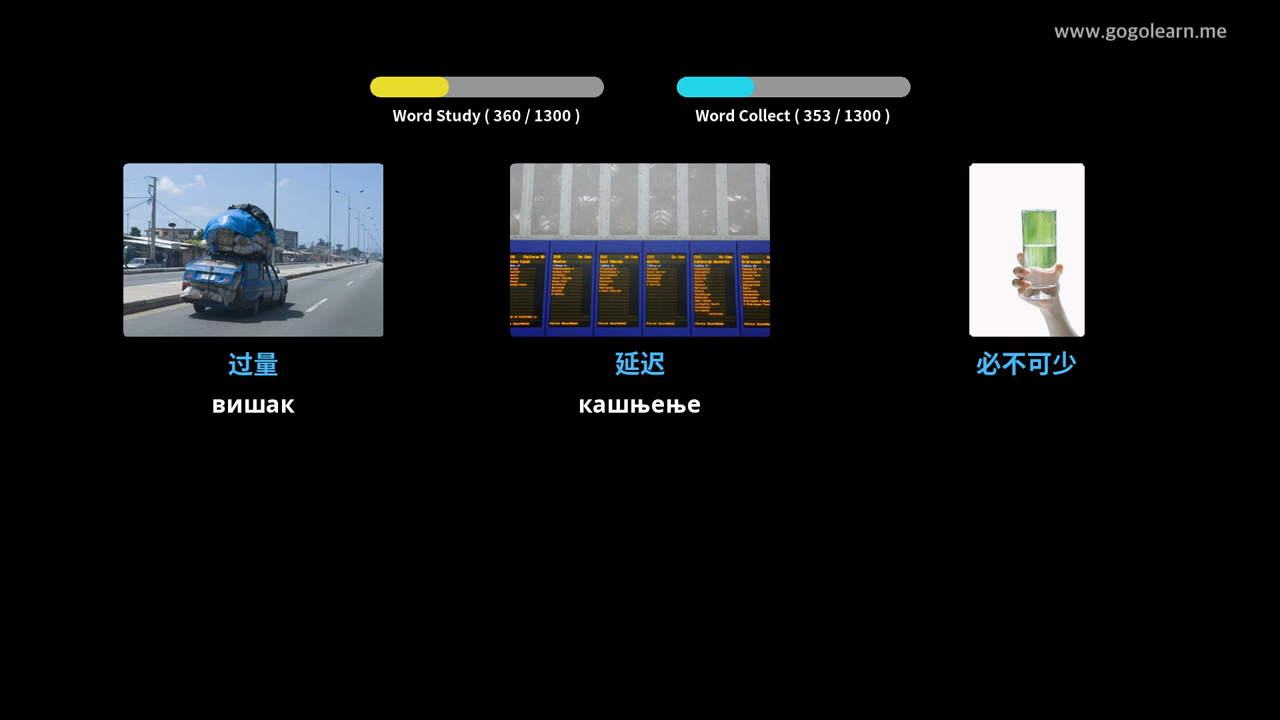 www.gogolearn.me
Word Study ( 360 / 1300 )
Word Collect ( 353 / 1300 )
过量
延迟
必不可少
вишак
кашњење